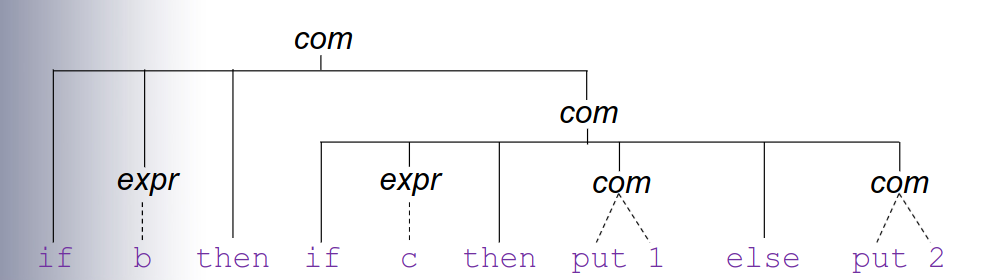 com
com
expr expr com com
if b then if c then put 1 else put 2